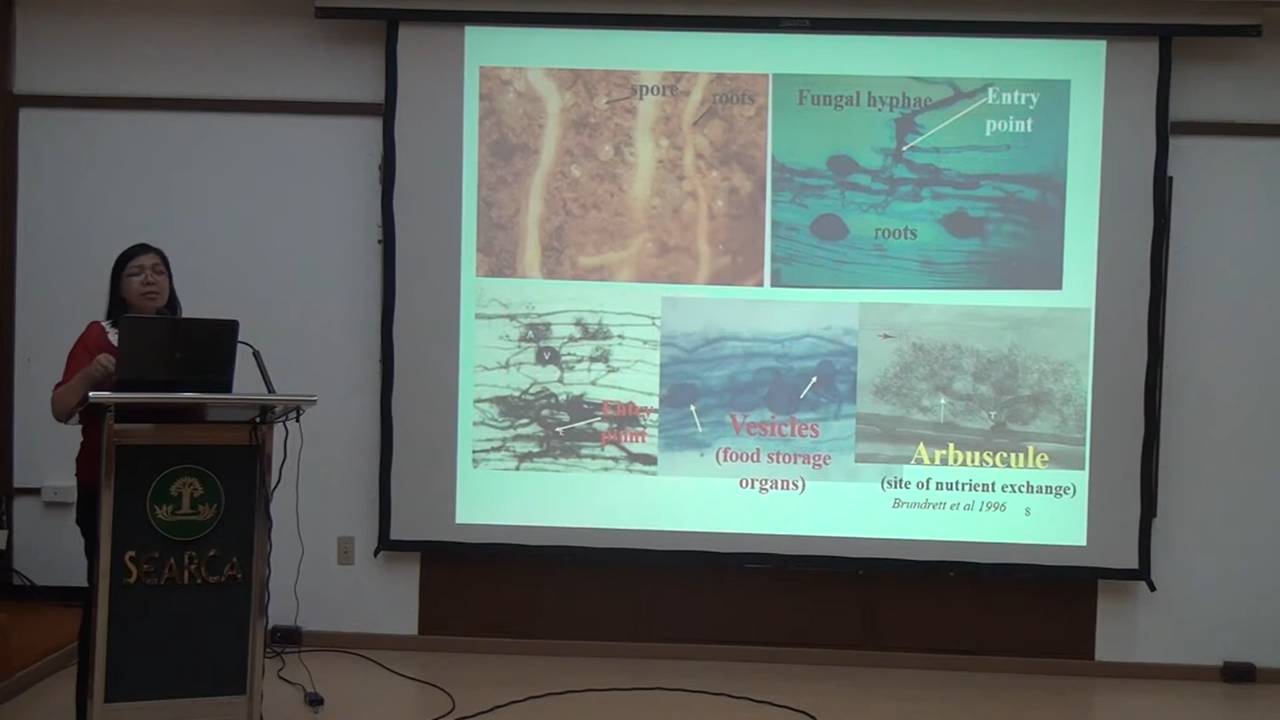 spore
roots
Fungal hyphae
Entry
point
roots
A
V
Entry
point
Vesicles
(food storage
organs)
T
Arbuscule
(site of nutrient exchange)
Brundrett et al 1996
SEARCA